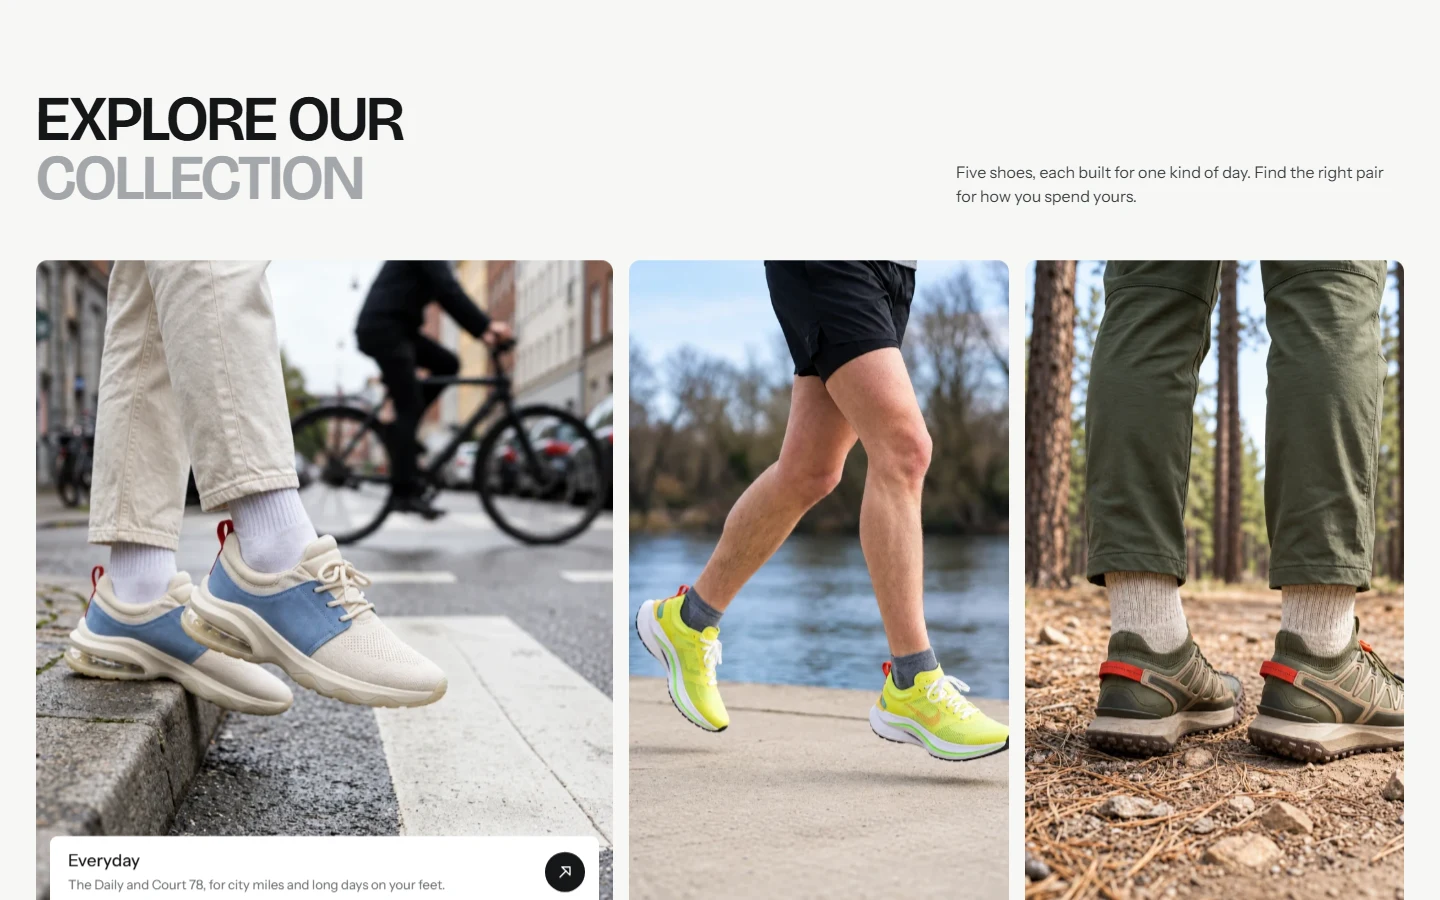 EXPLORE OUR
COLLECTION
Five shoes, each built for one kind of day. Find the right pair
for how you spend yours.
Everyday
The Daily and Court 78, for city miles and long days on your feet.